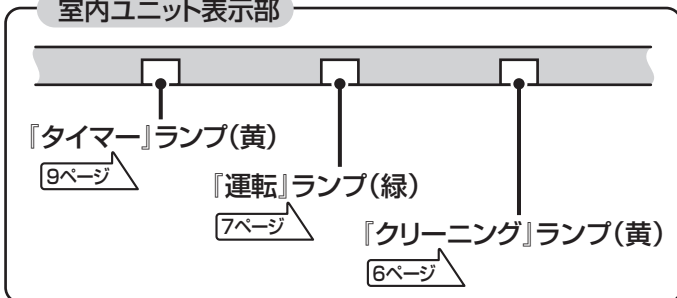 室内ユニット表示部
『タイマー』ランプ(黄)
9ページ
『運転』ランプ(緑)
7ページ
『クリーニング』ランプ(黄)
6ページ